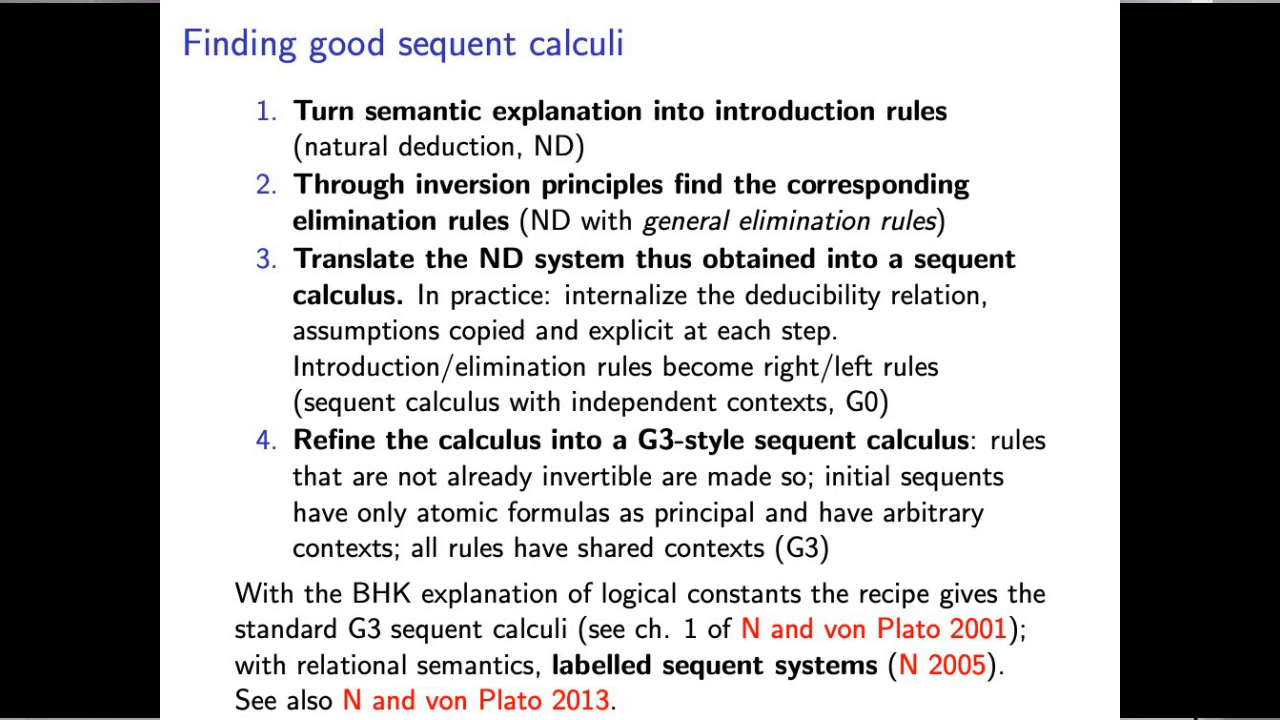 Finding good sequent calculi
1. Turn semantic explanation into introduction rules
(natural deduction, ND)
2. Through inversion principles find the corresponding
elimination rules (ND with general elimination rules)
3. Translate the ND system thus obtained into a sequent
calculus. In practice: internalize the deducibility relation,
assumptions copied and explicit at each step.
Introduction/elimination rules become right/left rules
(sequent calculus with independent contexts, G0)
4. Refine the calculus into a G3-style sequent calculus: rules
that are not already invertible are made so; initial sequents
have only atomic formulas as principal and have arbitrary
contexts; all rules have shared contexts (G3)
With the BHK explanation of logical constants the recipe gives the
standard G3 sequent calculi (see ch. 1 of N and von Plato 2001);
with relational semantics, labelled sequent systems (N 2005).
See also N and von Plato 2013.